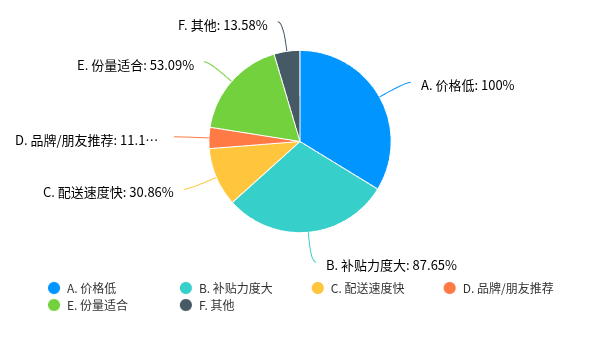 F. 其他: 13.58%
E. 份量适合: 53.09%
A. 价格低: 100%
D. 品牌/朋友推荐: 11.1…
C. 配送速度快: 30.86%
B. 补贴力度大: 87.65%
A. 价格低 B. 补贴力度大 C. 配送速度快 D. 品牌/朋友推荐
E. 份量适合 F. 其他